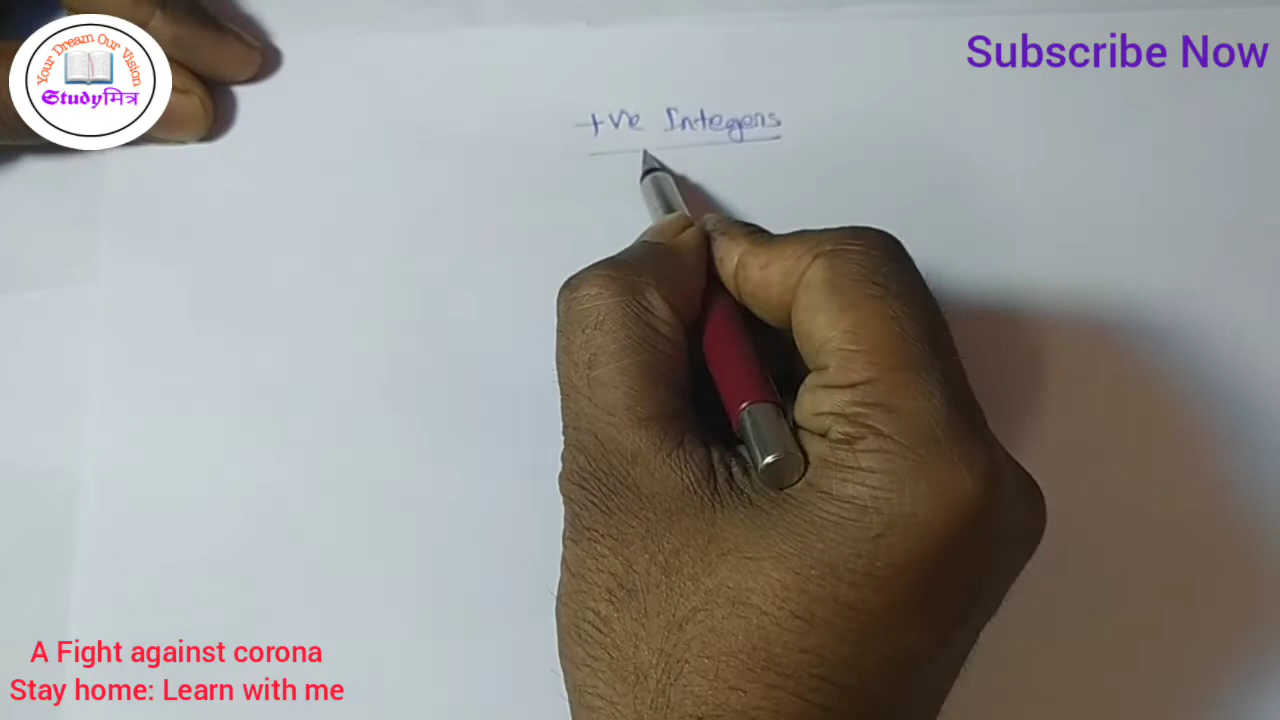 Your Dream Our Vision
Studyमित्र
Subscribe Now
+ve Integers
A Fight against corona
Stay home: Learn with me